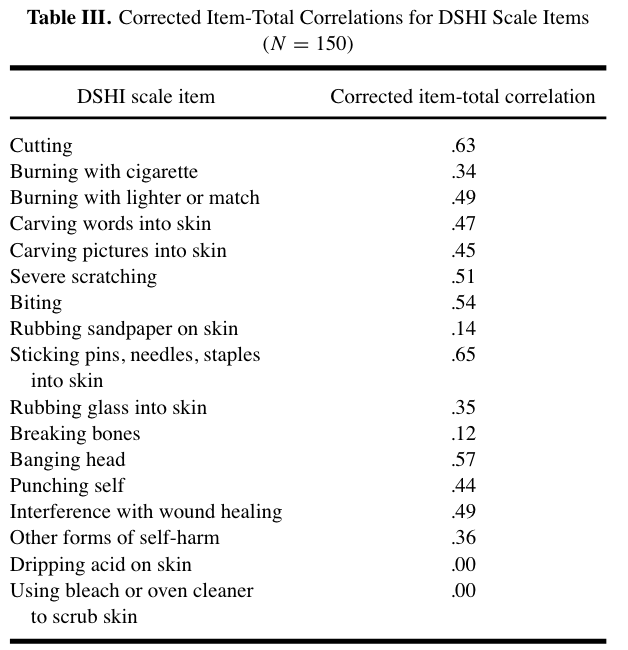 Table III. Corrected Item-Total Correlations for DSHI Scale Items
(N = 150)
DSHI scale item Corrected item-total correlation
Cutting .63
Burning with cigarette .34
Burning with lighter or match .49
Carving words into skin .47
Carving pictures into skin .45
Severe scratching .51
Biting .54
Rubbing sandpaper on skin .14
Sticking pins, needles, staples .65
into skin
Rubbing glass into skin .35
Breaking bones .12
Banging head .57
Punching self .44
Interference with wound healing .49
Other forms of self-harm .36
Dripping acid on skin .00
Using bleach or oven cleaner .00
to scrub skin